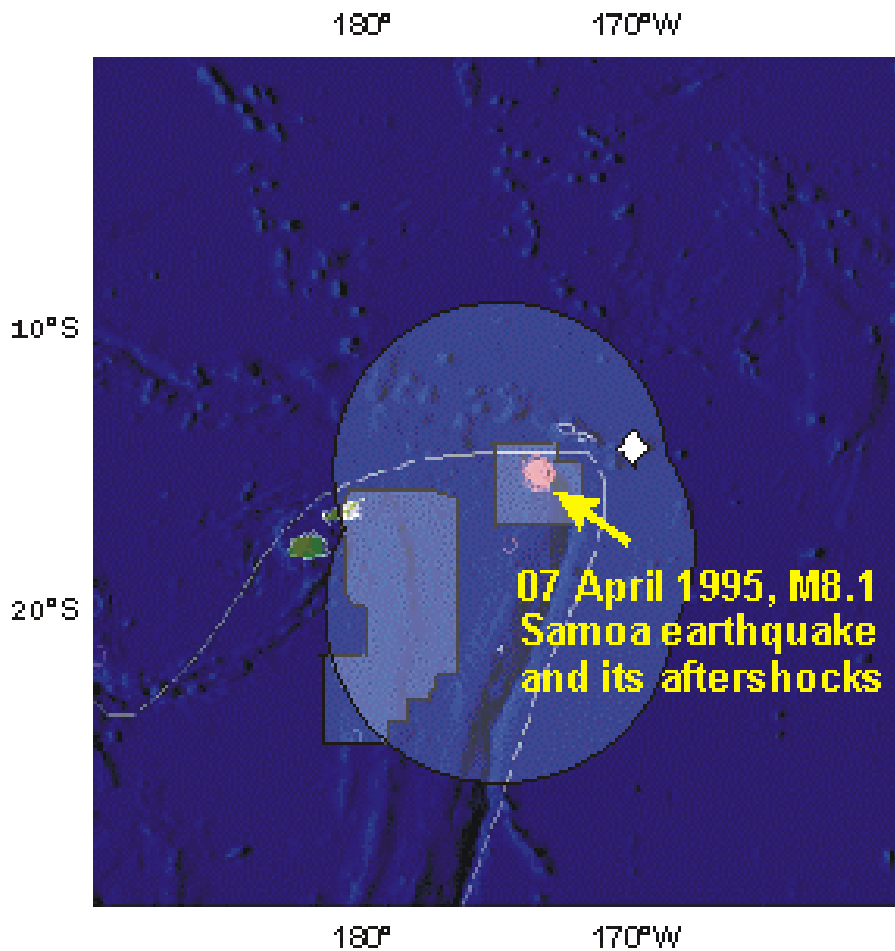 180° 170°W
10°S
20°S
07 April 1995, M8.1
Samoa earthquake
and its aftershocks
180° 170°W